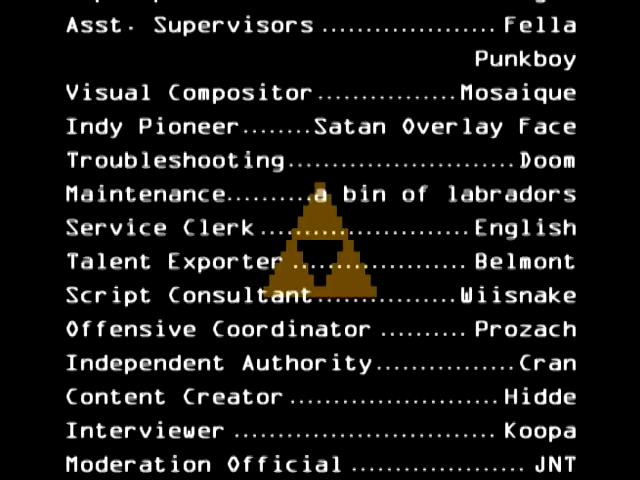 Asst. Supervisors ................... Fella
Punkboy
Visual Compositor................Mosaique
Indy Pioneer.......Satan Overlay Face
Troubleshooting.........................Doom
Maintenance..........a bin of labradors
Service Clerk ........................ English
Talent Exporter .................... Belmont
Script Consultant................Wiisnake
Offensive Coordinator .......... Prozach
Independent Authority................Cran
Content Creator ........................ Hidde
Interviewer .............................. Koopa
Moderation Official .................... JNT